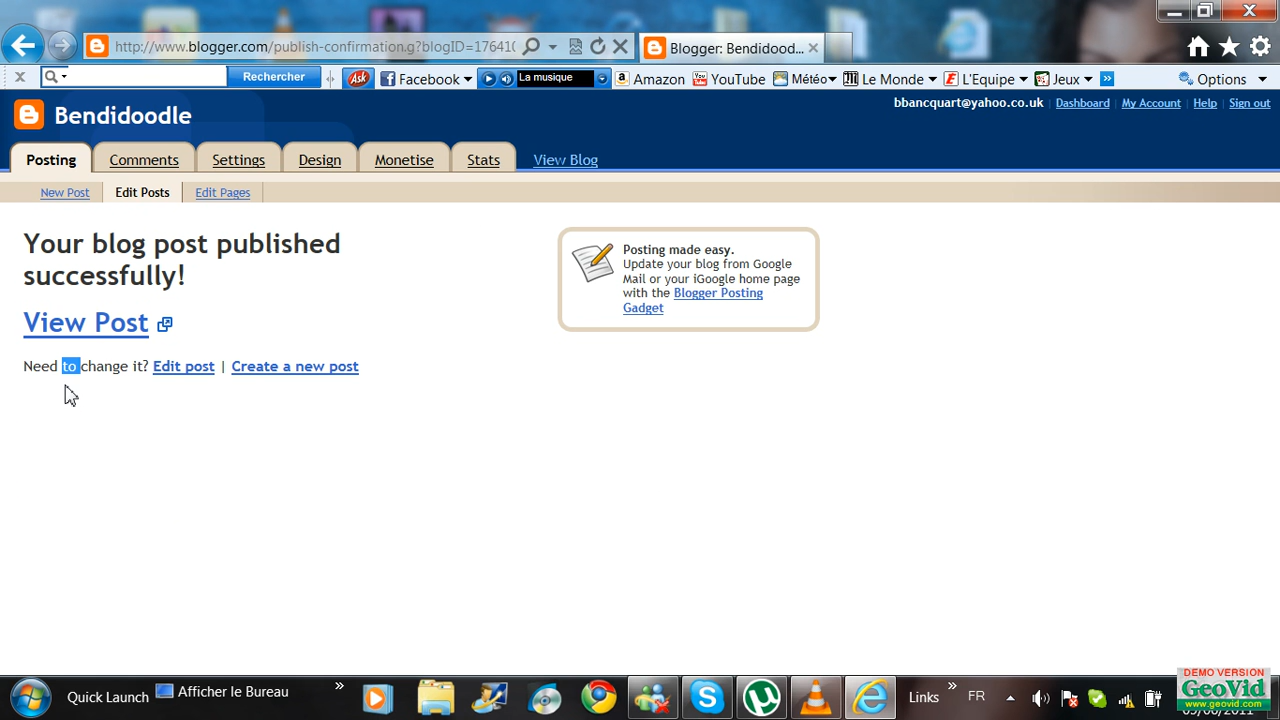 http://www.blogger.com/publish-confirmation.g?blogID=17641
Blogger: Bendidood...
Rechercher
Ask
Facebook
La musique
Amazon
YouTube
Météo
Le Monde
L'Equipe
Jeux
Options
Bendidoodle
bbancquart@yahoo.co.uk
Dashboard | My Account | Help | Sign out
Posting
Comments
Settings
Design
Monetise
Stats
View Blog
New Post
Edit Posts
Edit Pages
Your blog post published
successfully!
View Post
Need to change it? Edit post | Create a new post
Posting made easy.
Update your blog from Google
Mail or your iGoogle home page
with the Blogger Posting
Gadget
Quick Launch
Afficher le Bureau
Links
FR
DEMO VERSION
GeoVid
www.geovid.com